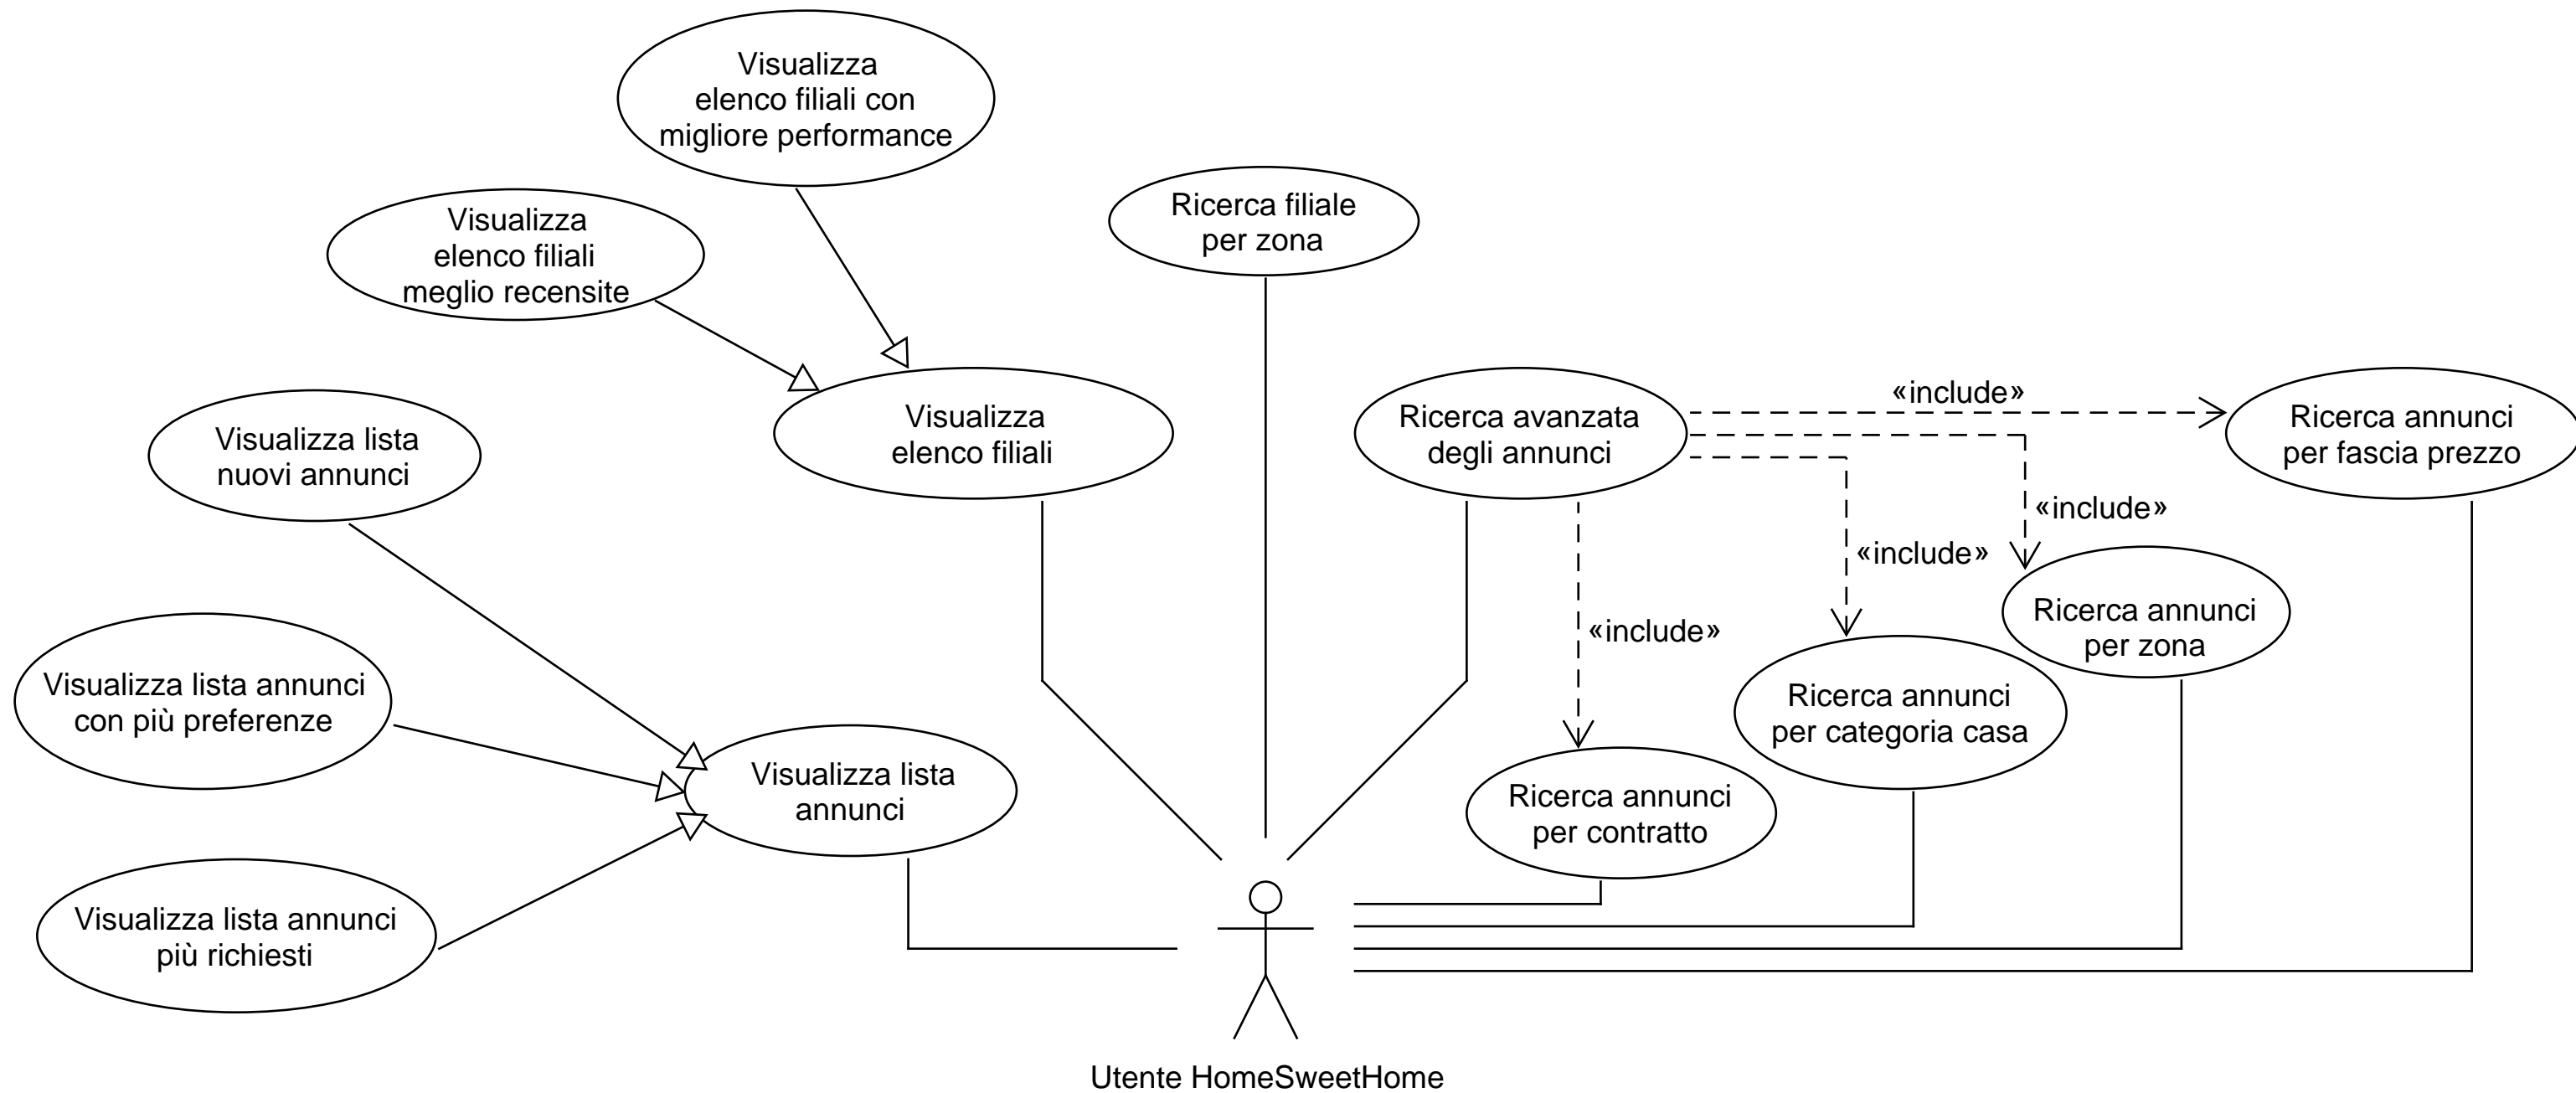 Visualizza
elenco filiali con
migliore performance
Visualizza
elenco filiali
meglio recensite
Ricerca filiale
per zona
Visualizza lista
nuovi annunci
Visualizza
elenco filiali
Ricerca avanzata
degli annunci
«include»
Ricerca annunci
per fascia prezzo
«include»
«include»
«include»
Ricerca annunci
per zona
Visualizza lista annunci
con più preferenze
Ricerca annunci
per categoria casa
Visualizza lista
annunci
Ricerca annunci
per contratto
Visualizza lista annunci
più richiesti
Utente HomeSweetHome